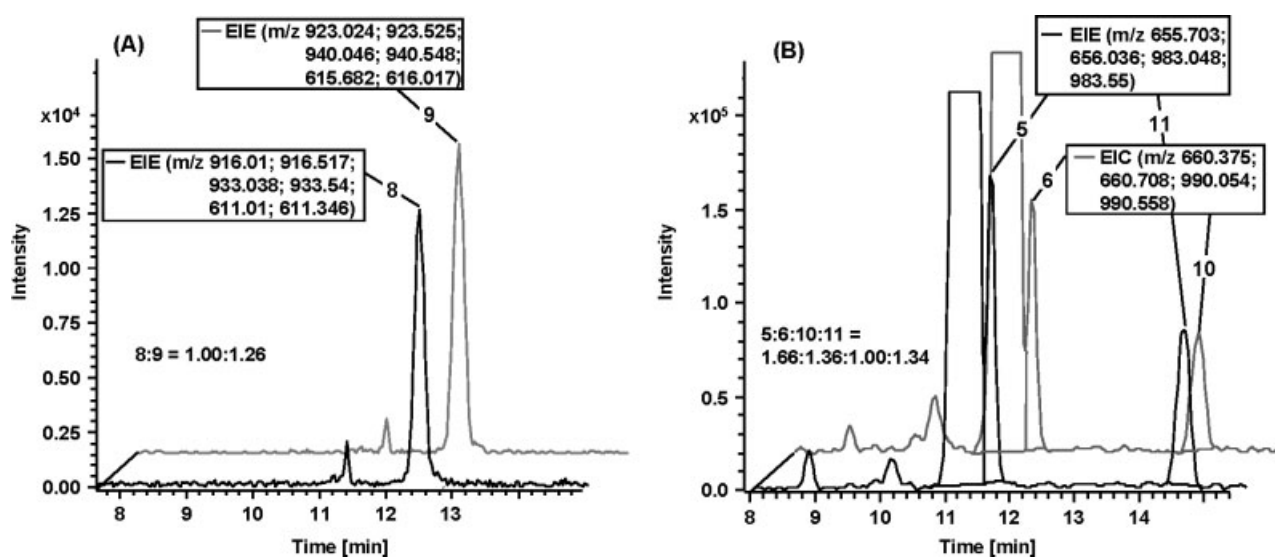 (A)
EIE (m/z 923.024; 923.525;
940.046; 940.548;
615.682; 616.017)
x10⁴
9
1.50
EIE (m/z 916.01; 916.517;
933.038; 933.54;
611.01; 611.346)
8
1.25
1.00
0.75
8:9 = 1.00:1.26
0.50
0.25
0.00
Intensity
8 9 10 11 12 13
Time [min]
(B)
EIE (m/z 655.703;
656.036; 983.048;
983.55)
x10⁵
5
11
EIC (m/z 660.375;
660.708; 990.054;
990.558)
6
1.5
10
1.0
5:6:10:11 =
1.66:1.36:1.00:1.34
0.5
0.0
Intensity
8 9 10 11 12 13 14
Time [min]